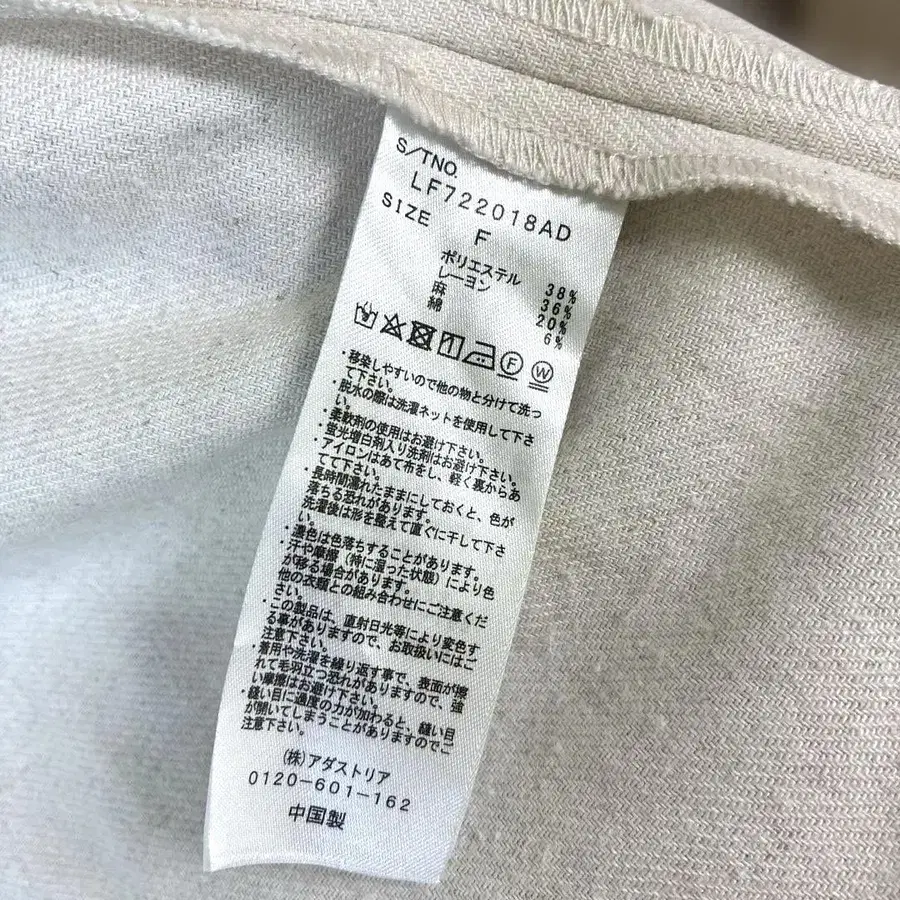 S/TNO.
LF722018AD
SIZE F
ポリエステル 38%
レーヨン 36%
麻 20%
綿 6%
F W
・移染しやすいので他の物と分けて洗っ
て下さい。
・脱水の際は洗濯ネットを使用して下さ
い。
・柔軟剤の使用はお避け下さい。
・蛍光増白剤入り洗剤はお避け下さい。
・アイロンはあて布をし、軽く裏からあ
てて下さい。
・長時間濡れたままにしておくと、色が
落ちる恐れがあります。
洗濯後は形を整えて直ぐに干して下さ
い。
・濃色は色落ちすることがあります。
・汗や摩擦（特に湿った状態）により色
が移る場合があります。
他の衣類との組み合わせにご注意くだ
さい。
・この製品は、直射日光等により変色す
る事がありますので、お取扱いにはご
注意下さい。
・着用や洗濯を繰り返す事で、表面が擦
れて毛羽立つ恐れがありますので、強
い摩擦はお避け下さい。
・縫い目に過度の力が加わると、縫い目
が開いてしまうことがありますのでご
注意下さい。
(株)アダストリア
0120-601-162
中国製